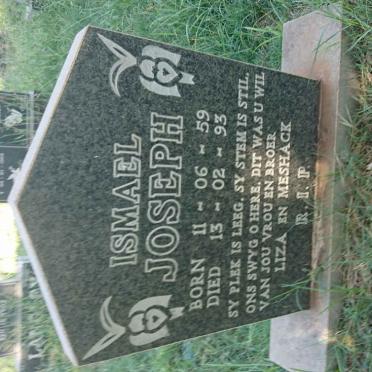 ISMAEL
JOSEPH
BORN 11 - 06 - 59
DIED 13 - 02 - 93
SY PLEK IS LEEG, SY STEM IS STIL,
ONS SWYG O HERE, DIT WAS U WIL
VAN JOU VROU EN BROER
LIZA EN MESHACK
R. I. P